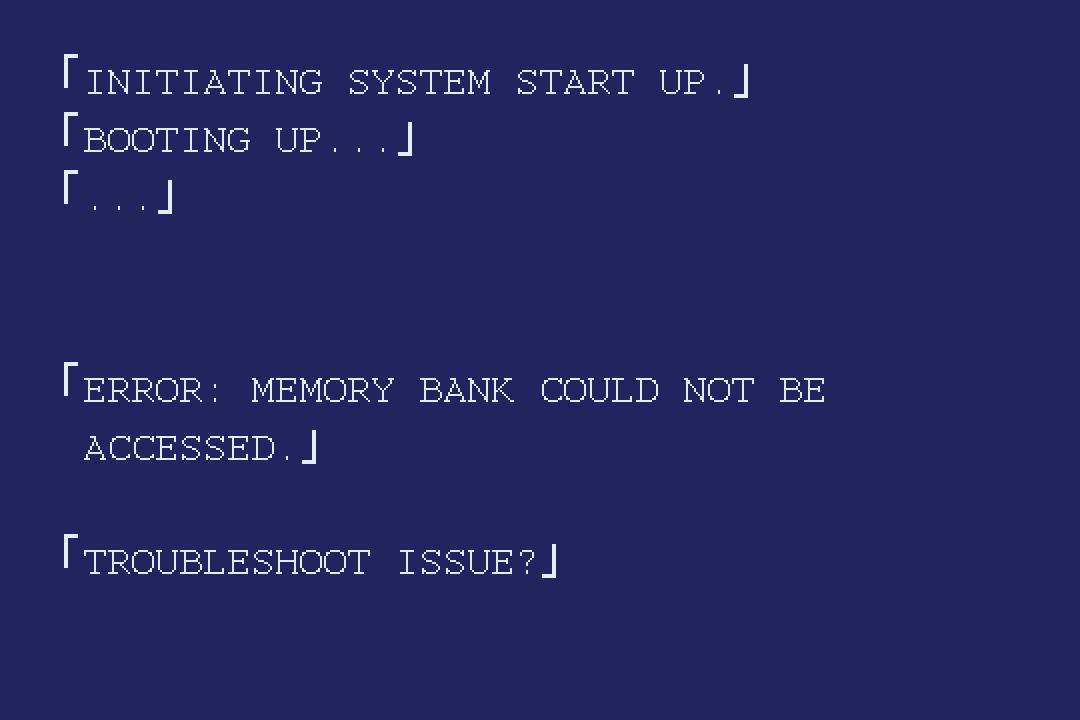 「INITIATING SYSTEM START UP.」
「BOOTING UP...」
「...」
「ERROR: MEMORY BANK COULD NOT BE
ACCESSED.」
「TROUBLESHOOT ISSUE?」